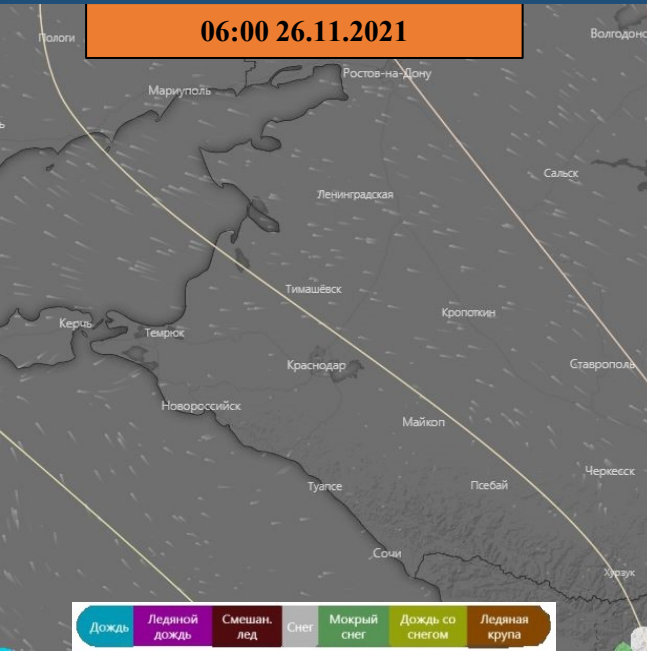 06:00 26.11.2021
Пологи
Волгодонс
Ростов-на-Дону
Мариуполь
ь
Сальск
Ленинградская
Тимашёвск
Кропоткин
Керчь
Темрюк
Краснодар
Ставрополь
Новороссийск
Майкоп
Черкесск
Туапсе
Псебай
Сочи
Хурзук
Дождь
Ледяной
дождь
Смешан.
лед
Снег
Мокрый
снег
Дождь со
снегом
Ледяная
крупа